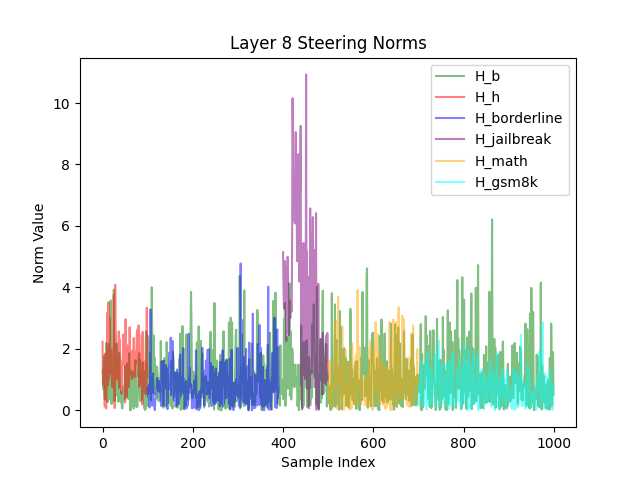 Layer 8 Steering Norms
H_b
H_h
H_borderline
H_jailbreak
H_math
H_gsm8k
Norm Value
10
8
6
4
2
0
0
200
400
600
800
1000
Sample Index